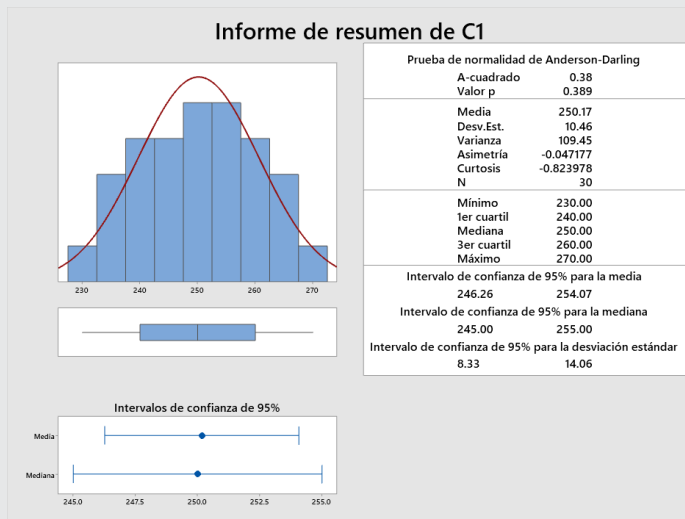 Informe de resumen de C1
230 240 250 260 270
Prueba de normalidad de Anderson-Darling
A-cuadrado 0.38
Valor p 0.389
Media 250.17
Desv.Est. 10.46
Varianza 109.45
Asimetría -0.047177
Curtosis -0.823978
N 30
Mínimo 230.00
1er cuartil 240.00
Mediana 250.00
3er cuartil 260.00
Máximo 270.00
Intervalo de confianza de 95% para la media
246.26 254.07
Intervalo de confianza de 95% para la mediana
245.00 255.00
Intervalo de confianza de 95% para la desviación estándar
8.33 14.06
Intervalos de confianza de 95%
Media
Mediana
245.0 247.5 250.0 252.5 255.0